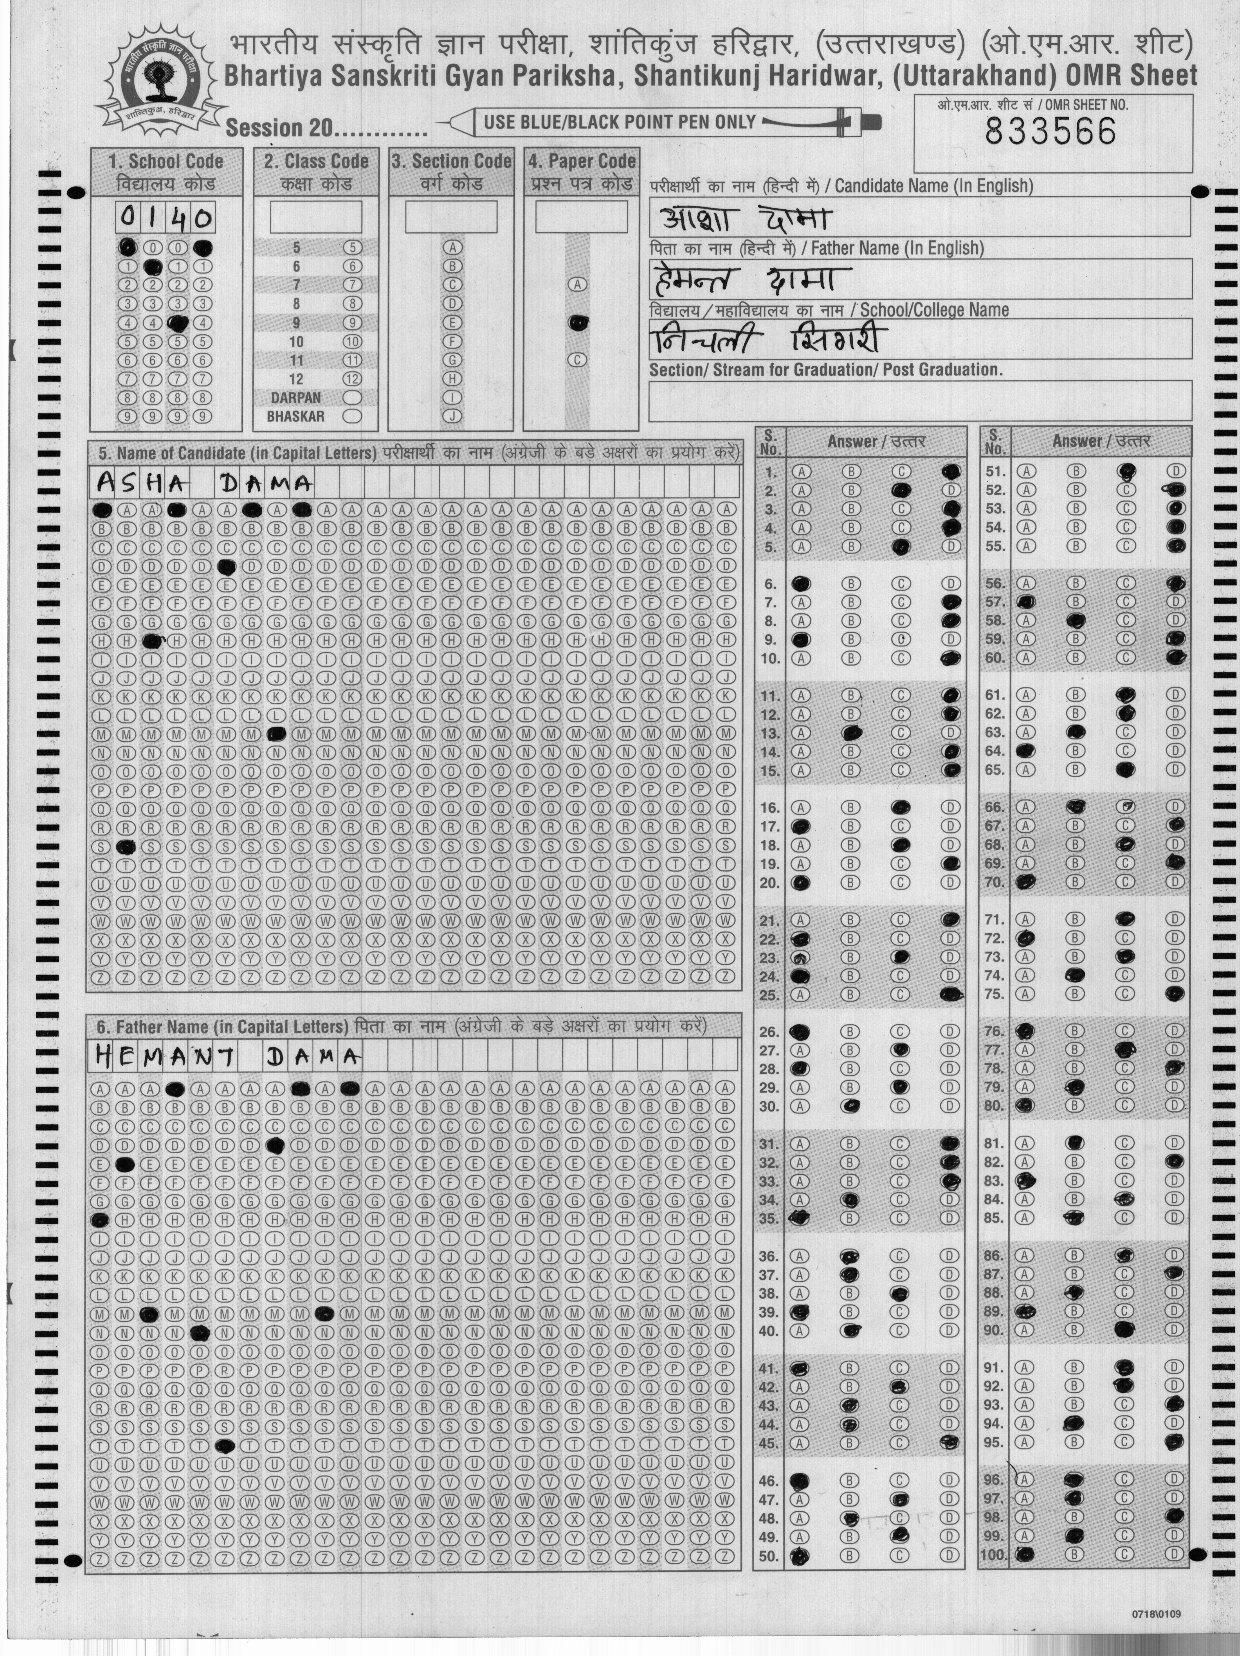 भारतीय संस्कृति ज्ञान परीक्षा, शांतिकुंज हरिद्वार, (उत्तराखण्ड) (ओ.एम.आर. शीट)
Bhartiya Sanskriti Gyan Pariksha, Shantikunj Haridwar, (Uttarakhand) OMR Sheet
Session 20............
USE BLUE/BLACK POINT PEN ONLY
ओ.एम.आर. शीट सं / OMR SHEET NO.
833566
1. School Code
विद्यालय कोड
0140
2. Class Code
कक्षा कोड
5
6
7
8
9
10
11
12
DARPAN
BHASKAR
3. Section Code
वर्ग कोड
4. Paper Code
प्रश्न पत्र कोड
परीक्षार्थी का नाम (हिन्दी में) / Candidate Name (In English)
आशा दामा
पिता का नाम (हिन्दी में) / Father Name (In English)
हेमन्त दामा
विद्यालय / महाविद्यालय का नाम / School/College Name
निचली सिगरी
Section/ Stream for Graduation/ Post Graduation.
5. Name of Candidate (in Capital Letters) परीक्षार्थी का नाम (अंग्रेजी के बड़े अक्षरों का प्रयोग करें)
ASHA DAMA
6. Father Name (in Capital Letters) पिता का नाम (अंग्रेजी के बड़े अक्षरों का प्रयोग करें)
HEMANT DAMA
S. No. Answer / उत्तर
S. No. Answer / उत्तर
0718\0109